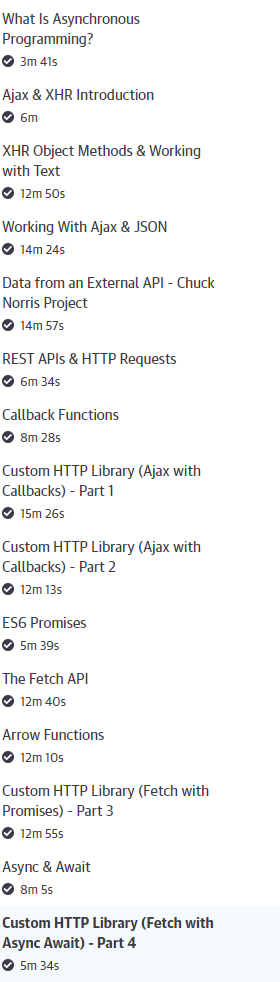 What Is Asynchronous
Programming?
3m 41s
Ajax & XHR Introduction
6m
XHR Object Methods & Working
with Text
12m 50s
Working With Ajax & JSON
14m 24s
Data from an External API - Chuck
Norris Project
14m 57s
REST APIs & HTTP Requests
6m 34s
Callback Functions
8m 28s
Custom HTTP Library (Ajax with
Callbacks) - Part 1
15m 26s
Custom HTTP Library (Ajax with
Callbacks) - Part 2
12m 13s
ES6 Promises
5m 39s
The Fetch API
12m 40s
Arrow Functions
12m 10s
Custom HTTP Library (Fetch with
Promises) - Part 3
12m 55s
Async & Await
8m 5s
Custom HTTP Library (Fetch with
Async Await) - Part 4
5m 34s